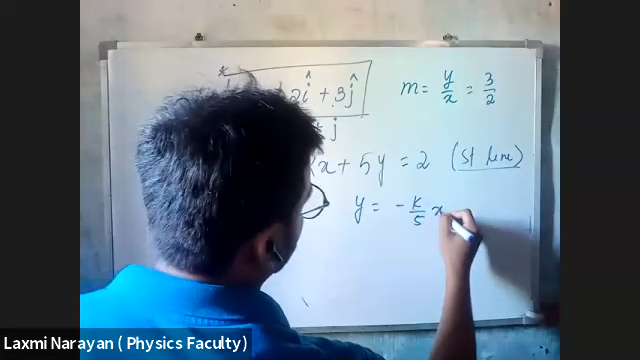 2î + 3ĵ
m = y/x = 3/2
j
x + 5y = 2 (St line)
y = - K/5 x
Laxmi Narayan ( Physics Faculty)